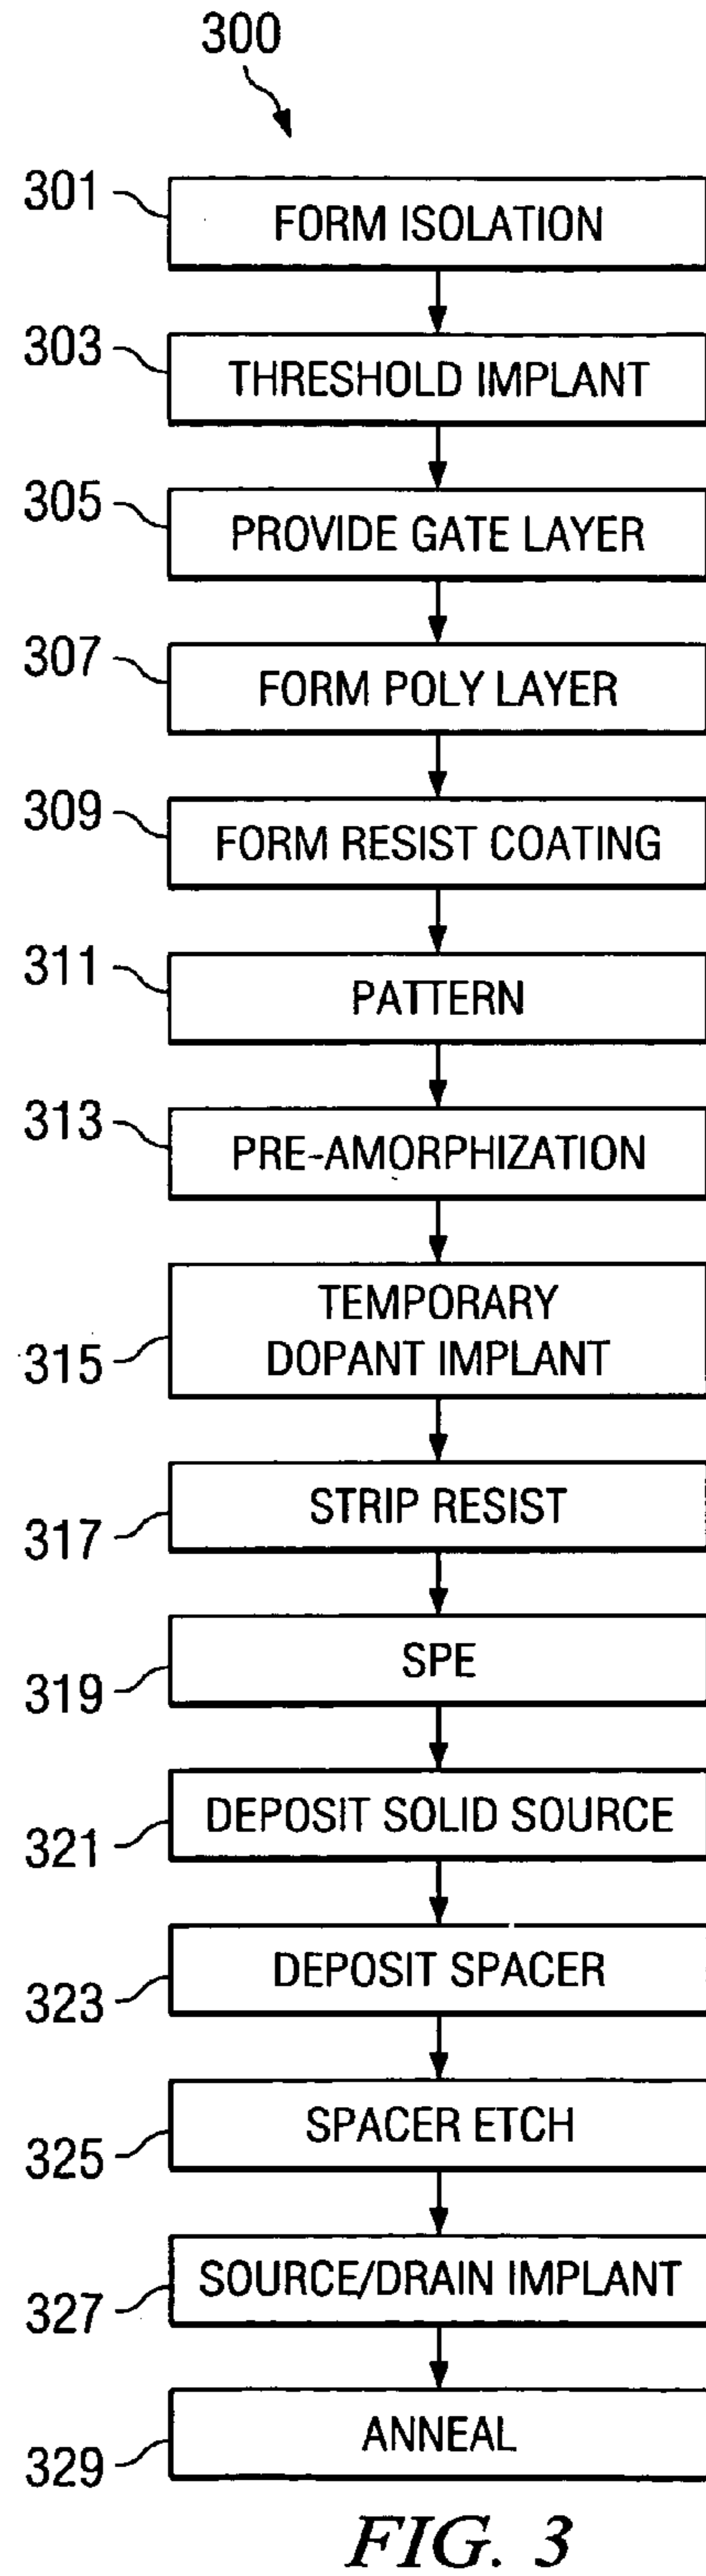 300
301
FORM ISOLATION
303
THRESHOLD IMPLANT
305
PROVIDE GATE LAYER
307
FORM POLY LAYER
309
FORM RESIST COATING
311
PATTERN
313
PRE-AMORPHIZATION
315
TEMPORARY
DOPANT IMPLANT
317
STRIP RESIST
319
SPE
321
DEPOSIT SOLID SOURCE
323
DEPOSIT SPACER
325
SPACER ETCH
327
SOURCE/DRAIN IMPLANT
329
ANNEAL
FIG. 3